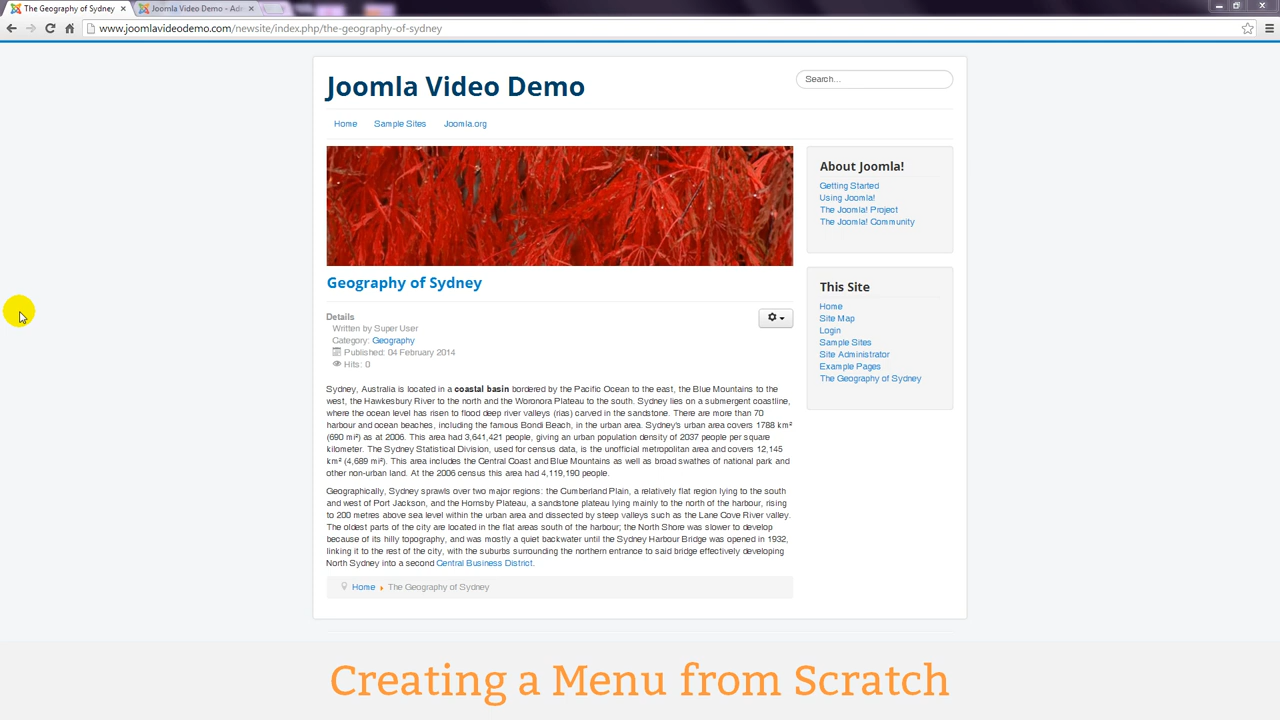 The Geography of Sydney
Joomla Video Demo - Adm
www.joomlavideodemo.com/newsite/index.php/the-geography-of-sydney
Joomla Video Demo
Search...
Home Sample Sites Joomla.org
About Joomla!
Getting Started
Using Joomla!
The Joomla! Project
The Joomla! Community
Geography of Sydney
Details
Written by Super User
Category: Geography
Published: 04 February 2014
Hits: 0
Sydney, Australia is located in a coastal basin bordered by the Pacific Ocean to the east, the Blue Mountains to the
west, the Hawkesbury River to the north and the Woronora Plateau to the south. Sydney lies on a submergent coastline,
where the ocean level has risen to flood deep river valleys (rias) carved in the sandstone. There are more than 70
harbour and ocean beaches, including the famous Bondi Beach, in the urban area. Sydney's urban area covers 1788 km²
(690 mi²) as at 2006. This area had 3,641,421 people, giving an urban population density of 2037 people per square
kilometer. The Sydney Statistical Division, used for census data, is the unofficial metropolitan area and covers 12,145
km² (4,689 mi²). This area includes the Central Coast and Blue Mountains as well as broad swathes of national park and
other non-urban land. At the 2006 census this area had 4,119,190 people.
Geographically, Sydney sprawls over two major regions: the Cumberland Plain, a relatively flat region lying to the south
and west of Port Jackson, and the Hornsby Plateau, a sandstone plateau lying mainly to the north of the harbour, rising
to 200 metres above sea level within the urban area and dissected by steep valleys such as the Lane Cove River valley.
The oldest parts of the city are located in the flat areas south of the harbour; the North Shore was slower to develop
because of its hilly topography, and was mostly a quiet backwater until the Sydney Harbour Bridge was opened in 1932,
linking it to the rest of the city, with the suburbs surrounding the northern entrance to said bridge effectively developing
North Sydney into a second Central Business District.
Home The Geography of Sydney
This Site
Home
Site Map
Login
Sample Sites
Site Administrator
Example Pages
The Geography of Sydney
Creating a Menu from Scratch